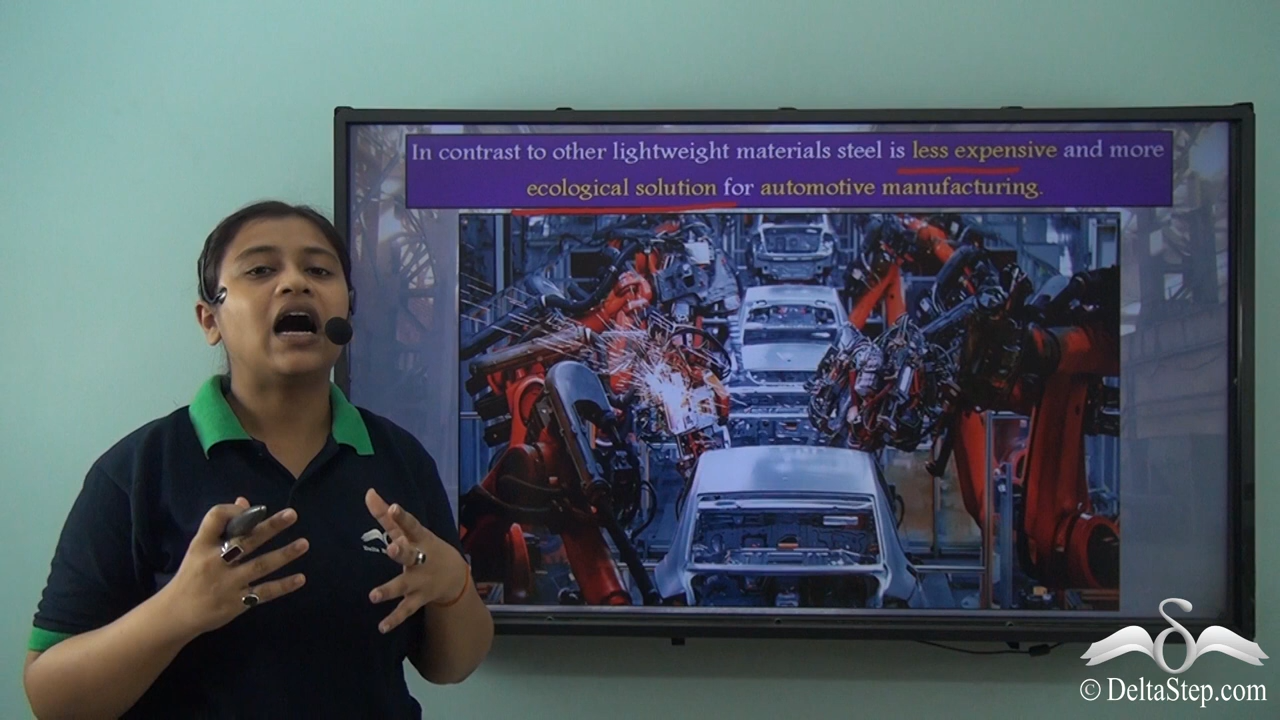 In contrast to other lightweight materials steel is less expensive and more
ecological solution for automotive manufacturing.
Delta
© DeltaStep.com